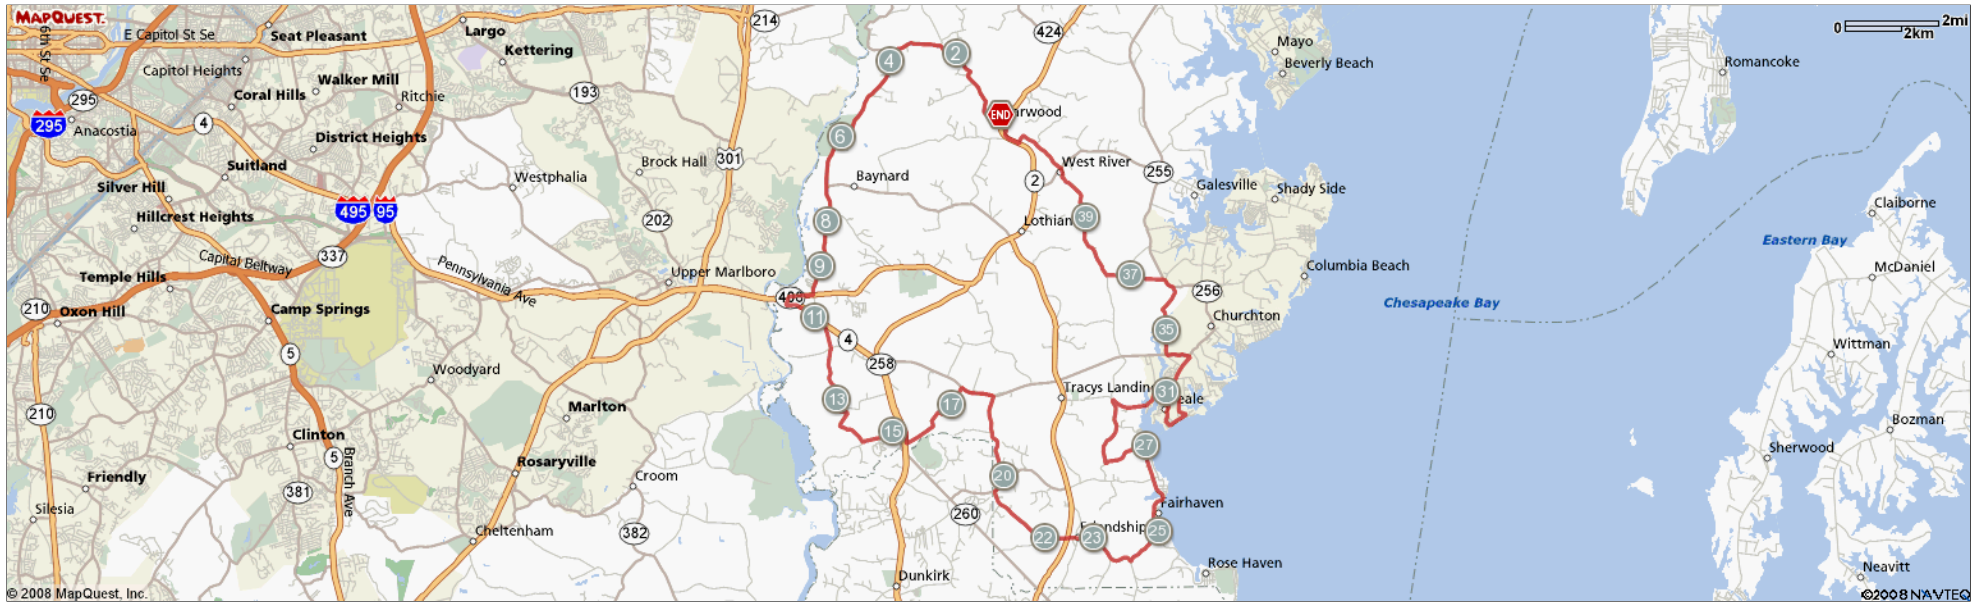 MAPQUEST.
6th St Se
E Capitol St Se
Seat Pleasant
Largo
Kettering
214
424
2
4
Mayo
Beverly Beach
0
2mi
2km
Romancoke
Capitol Heights
Walker Mill
Coral Hills
Ritchie
193
295
295
Anacostia
4
District Heights
END
arwood
6
Suitland
Brock Hall
301
Westphalia
Baynard
West River
255
2
Galesville
Shady Side
Silver Hill
Hillcrest Heights
495
95
202
8
Lothian
39
Claiborne
Eastern Bay
Capital Beltway
337
Pennsylvania Ave
Upper Marlboro
9
37
Columbia Beach
McDaniel
Temple Hills
210
Oxon Hill
Camp Springs
408
11
256
Chesapeake Bay
Churchton
35
4
258
Wittman
5
Woodyard
13
17
Tracys Landin
31
eale
210
Marlton
15
27
Bozman
Clinton
5
Branch Ave
Rosaryville
Sherwood
Friendly
381
Croom
20
Silesia
Cheltenham
382
260
Fairhaven
22
23
Friendship
25
Dunkirk
Rose Haven
Neavitt
© 2008 MapQuest, Inc.
©2008 NAVTEQ